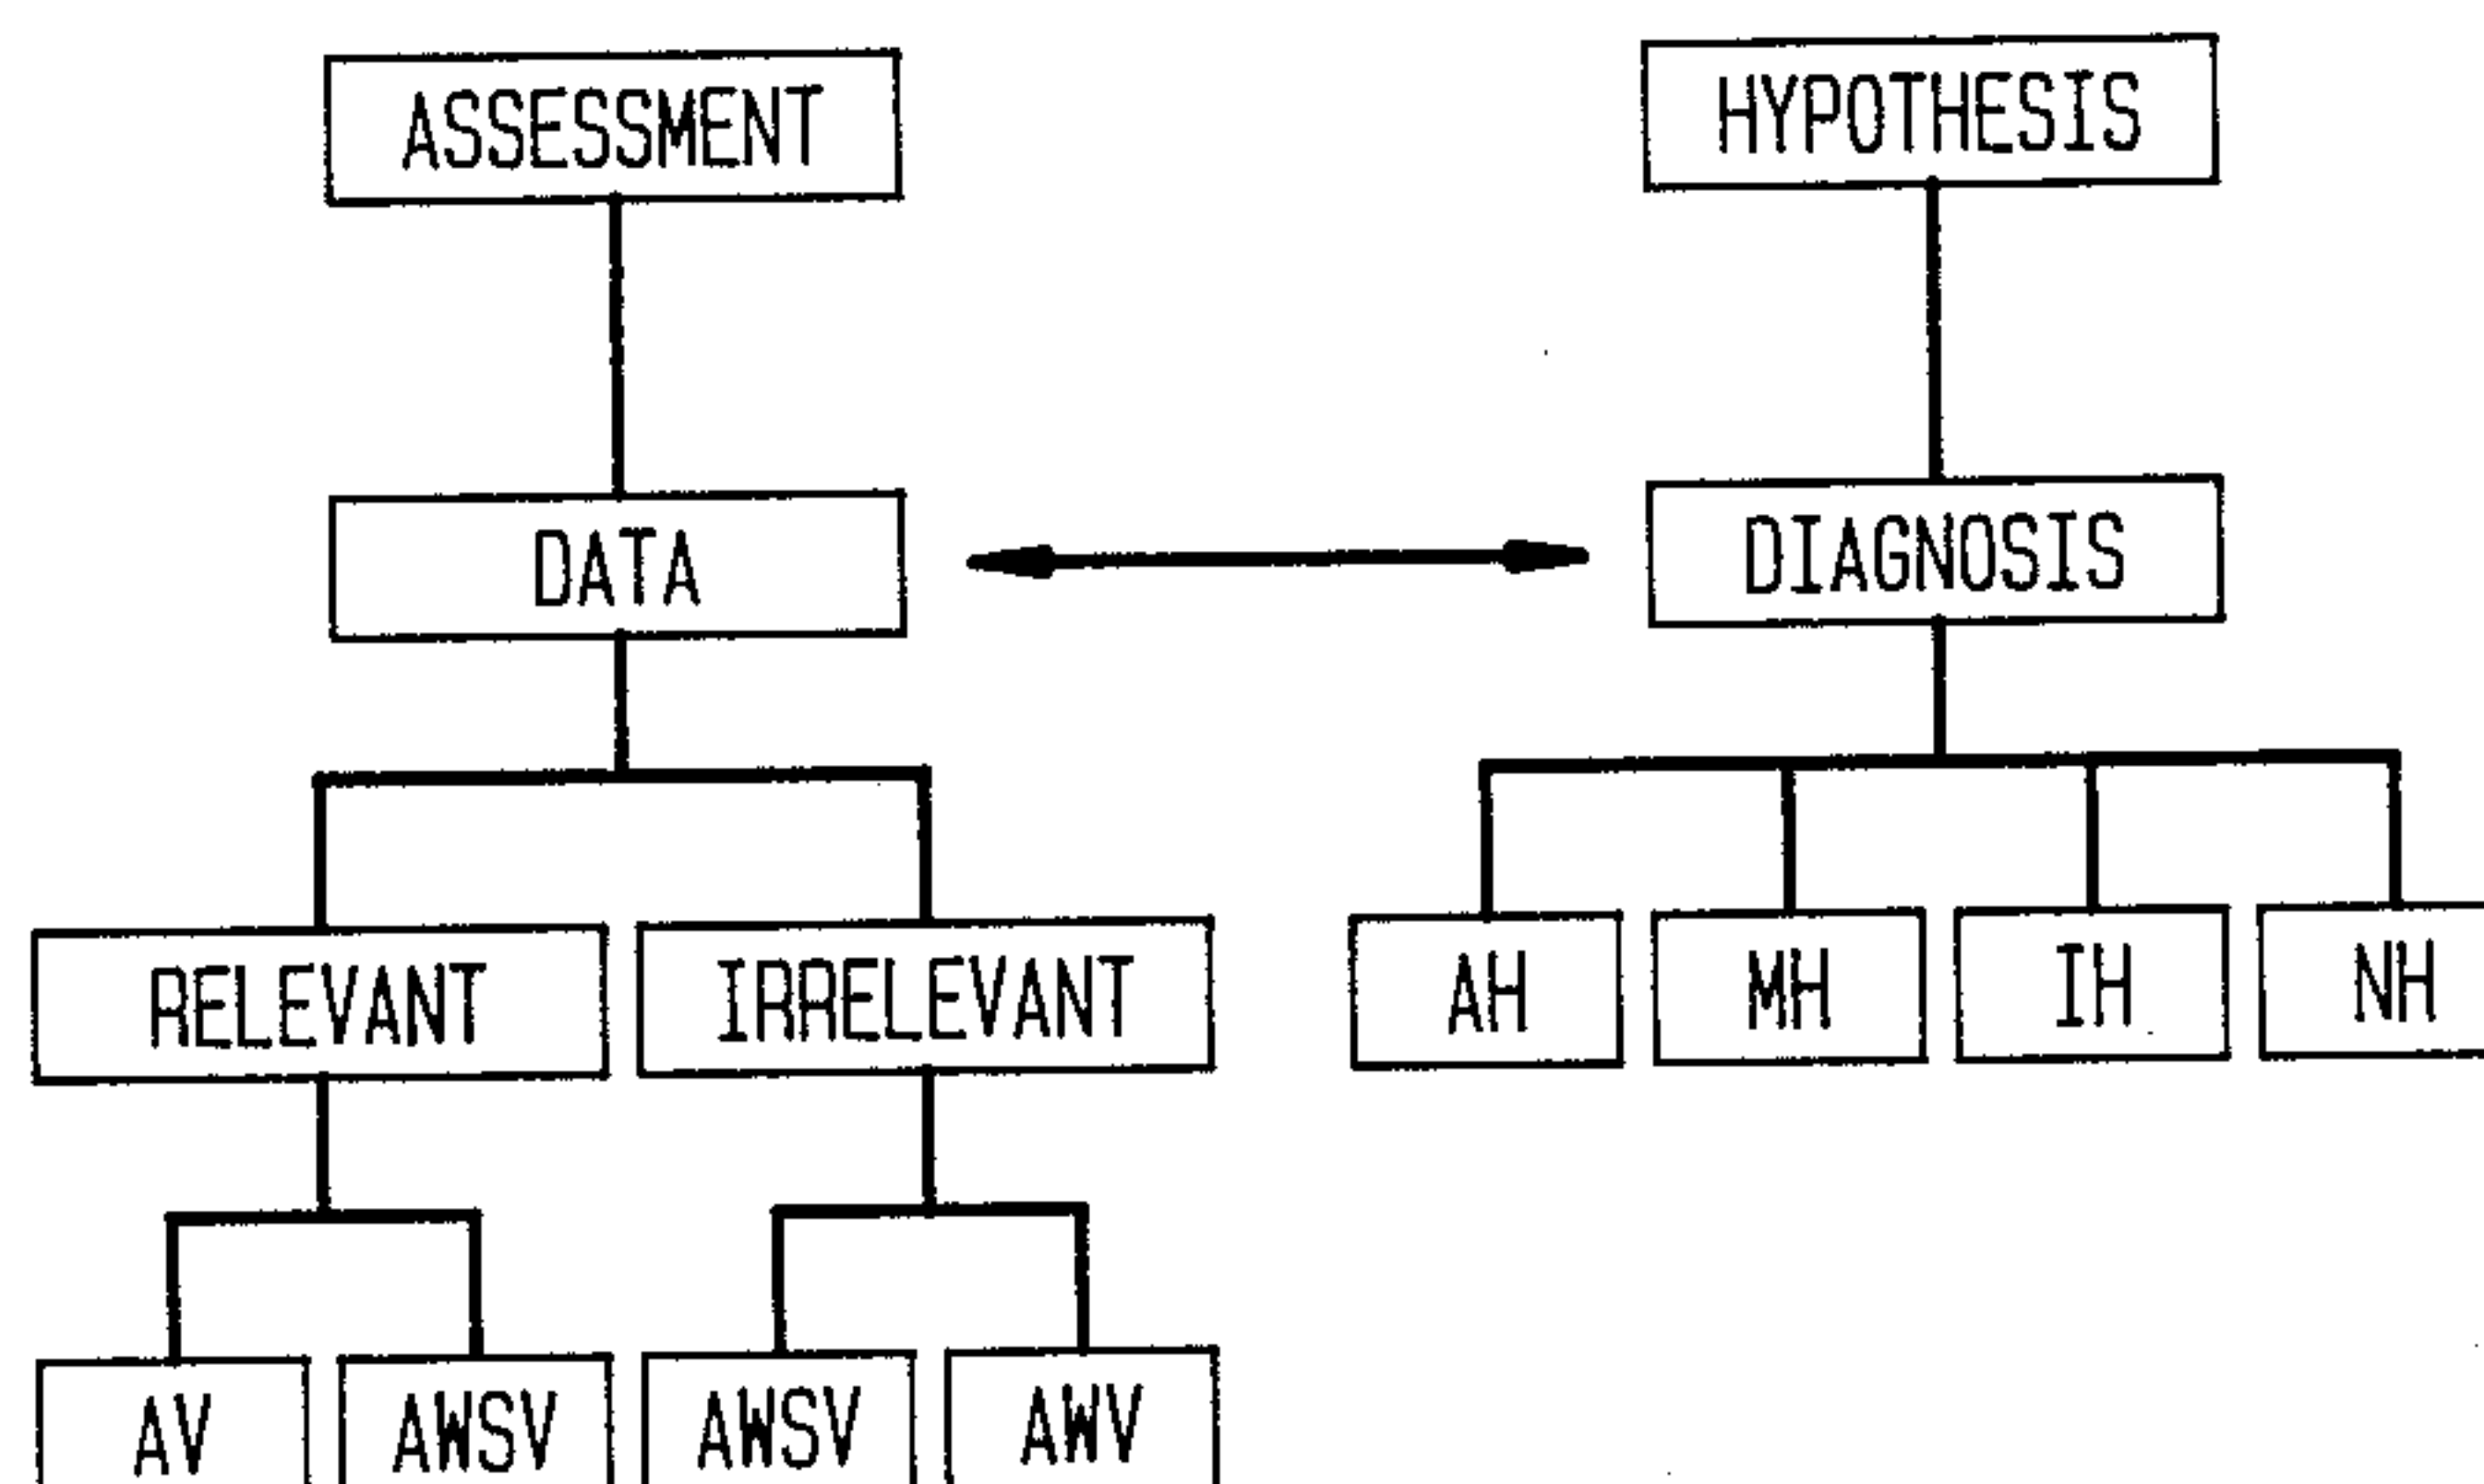 ASSESSMENT
HYPOTHESIS
DATA
DIAGNOSIS
RELEVANT
IRRELEVANT
AH
MH
IH
NH
AV
AWSV
AWSV
AWV